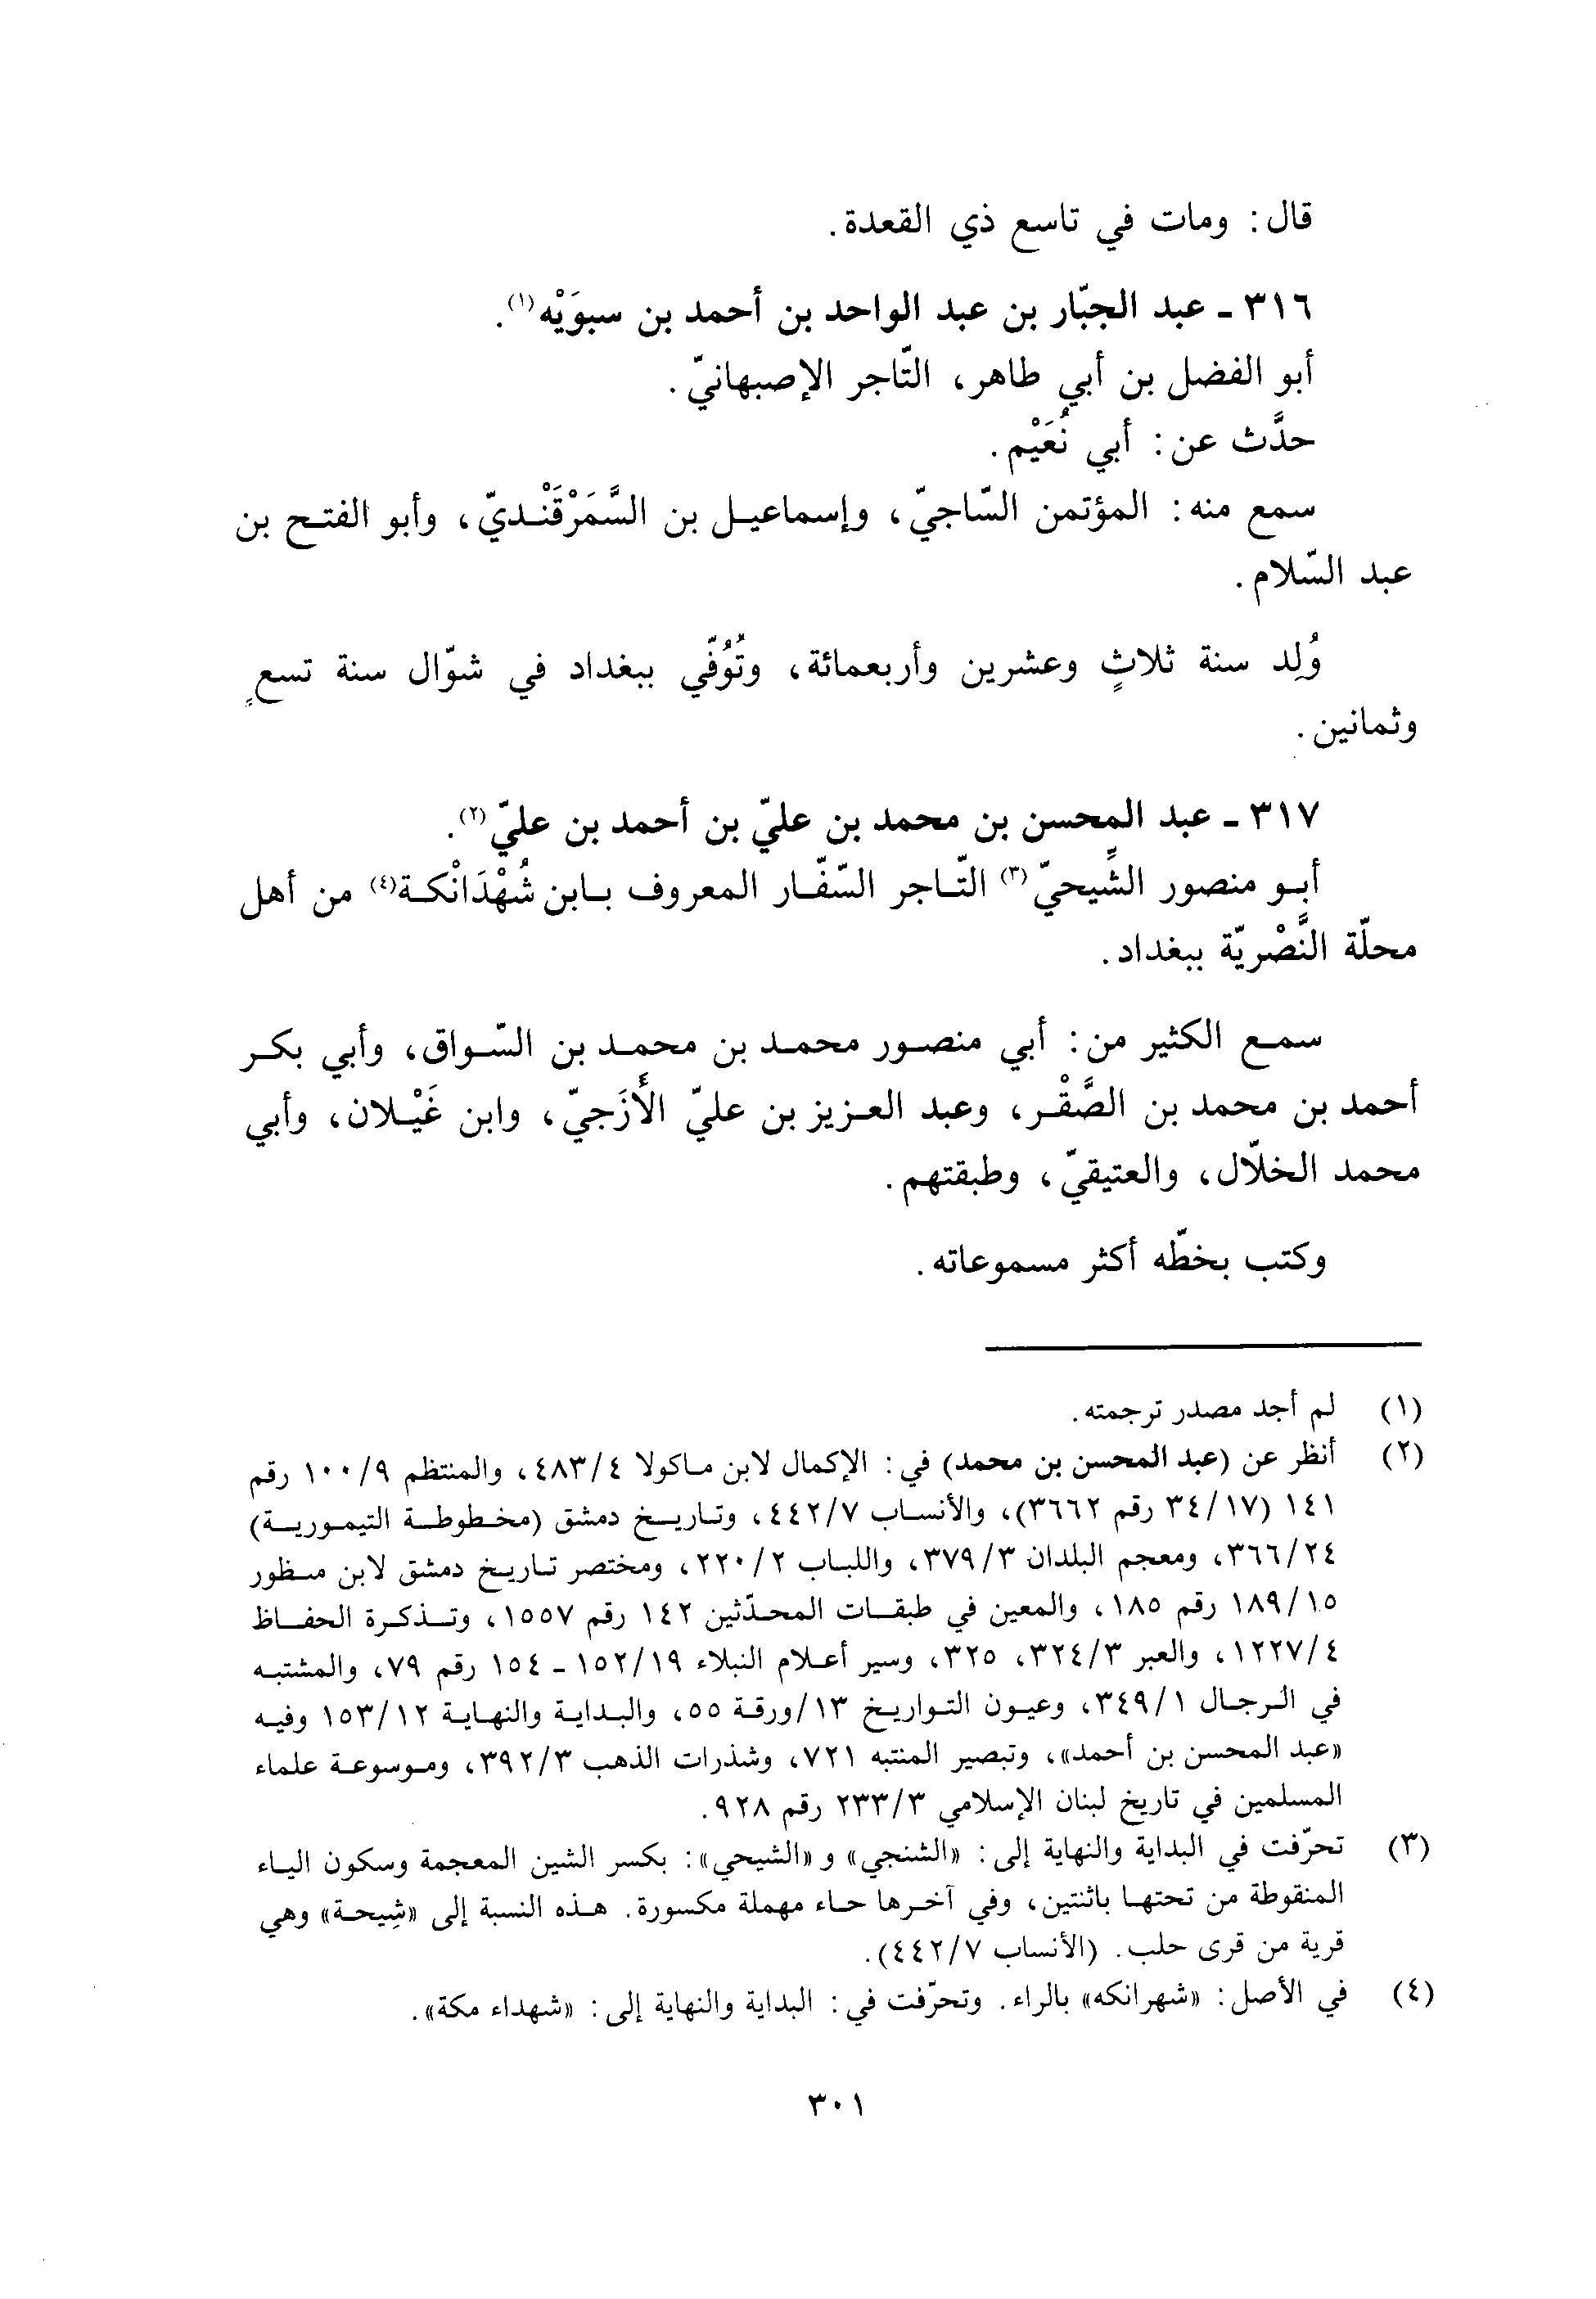 قال: ومات في تاسع ذي القعدة.
٣١٦ ـ عبد الجبّار بن عبد الواحد بن أحمد بن سبوَيْه(١).
أبو الفضل بن أبي طاهر، التّاجر الإصبهانيّ.
حدَّث عن: أبي نُعَيْم.
سمع منه: المؤتمن السّاجيّ، وإسماعيل بن السَّمَرْقَنْديّ، وأبو الفتح بن
عبد السّلام.
وُلِد سنة ثلاثٍ وعشرين وأربعمائة، وتُوُفّي ببغداد في شوّال سنة تسعٍ
وثمانين.
٣١٧ ـ عبد المحسن بن محمد بن عليّ بن أحمد بن عليّ(٢).
أبو منصور الشِّيحيّ(٣) التّاجر السّفّار المعروف بابن شُهْدَانْكة(٤) من أهل
محلّة النَّصْريّة ببغداد.
سمع الكثير من: أبي منصور محمد بن محمد بن السّواق، وأبي بكر
أحمد بن محمد بن الصَّقْر، وعبد العزيز بن عليّ الأَزَجيّ، وابن غَيْلان، وأبي
محمد الخلّال، والعتيقيّ، وطبقتهم.
وكتب بخطّه أكثر مسموعاته.
(١) لم أجد مصدر ترجمته.
(٢) أنظر عن (عبد المحسن بن محمد) في: الإكمال لابن ماكولا ٤/٤٨٣، والمنتظم ٩/١٠٠ رقم
١٤١ (١٧/٣٤ رقم ٣٦٦٢)، والأنساب ٧/٤٤٢، وتاريخ دمشق (مخطوطة التيمورية)
٢٤/٣٦٦، ومعجم البلدان ٣/٣٧٩، واللباب ٢/٢٢٠، ومختصر تاريخ دمشق لابن منظور
١٥/١٨٩ رقم ١٨٥، والمعين في طبقات المحدّثين ١٤٢ رقم ١٥٥٧، وتذكرة الحفاظ
٤/١٢٢٧، والعبر ٣/٣٢٤، ٣٢٥، وسير أعلام النبلاء ١٩/١٥٢ ـ ١٥٤ رقم ٧٩، والمشتبه
في الرجال ١/٣٤٩، وعيون التواريخ ١٣/ورقة ٥٥، والبداية والنهاية ١٢/١٥٣ وفيه
«عبد المحسن بن أحمد»، وتبصير المنتبه ٧٢١، وشذرات الذهب ٣/٣٩٢، وموسوعة علماء
المسلمين في تاريخ لبنان الإسلامي ٣/٢٣٣ رقم ٩٢٨.
(٣) تحرّفت في البداية والنهاية إلى: «الشنجي» و «الشيحي»: بكسر الشين المعجمة وسكون الياء
المنقوطة من تحتها باثنتين، وفي آخرها حاء مهملة مكسورة. هذه النسبة إلى «شِيحة» وهي
قرية من قرى حلب. (الأنساب ٧/٤٤٢).
(٤) في الأصل: «شهرانكه» بالراء. وتحرّفت في: البداية والنهاية إلى: «شهداء مكة».
٣٠١